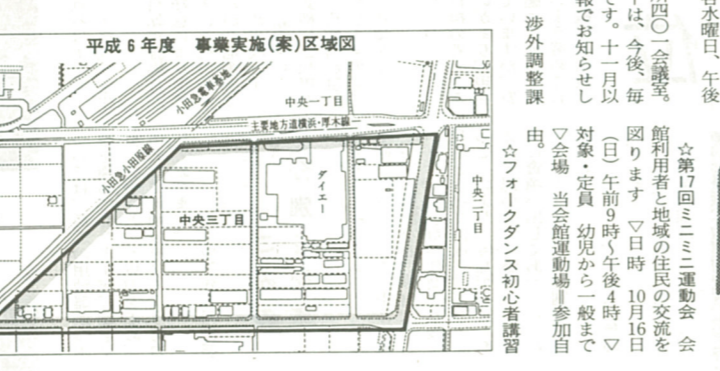 各水曜日、午後
所四〇一会議室。
は、今後、毎
です。十一月以
報でお知らせし
渉外調整課
平成6年度 事業実施(案)区域図
小田急電車基地
中央一丁目
主要地方道横浜・厚木線
小田急小田原線
ダイエー
中央三丁目
中央二丁目
☆第17回ミニミニ運動会 会
館利用者と地域の住民の交流を
図ります ▽日時 10月16日
(日)午前9時〜午後4時 ▽
対象・定員 幼児から一般まで
▽会場 当会館運動場＝参加自
由。
☆フォークダンス初心者講習